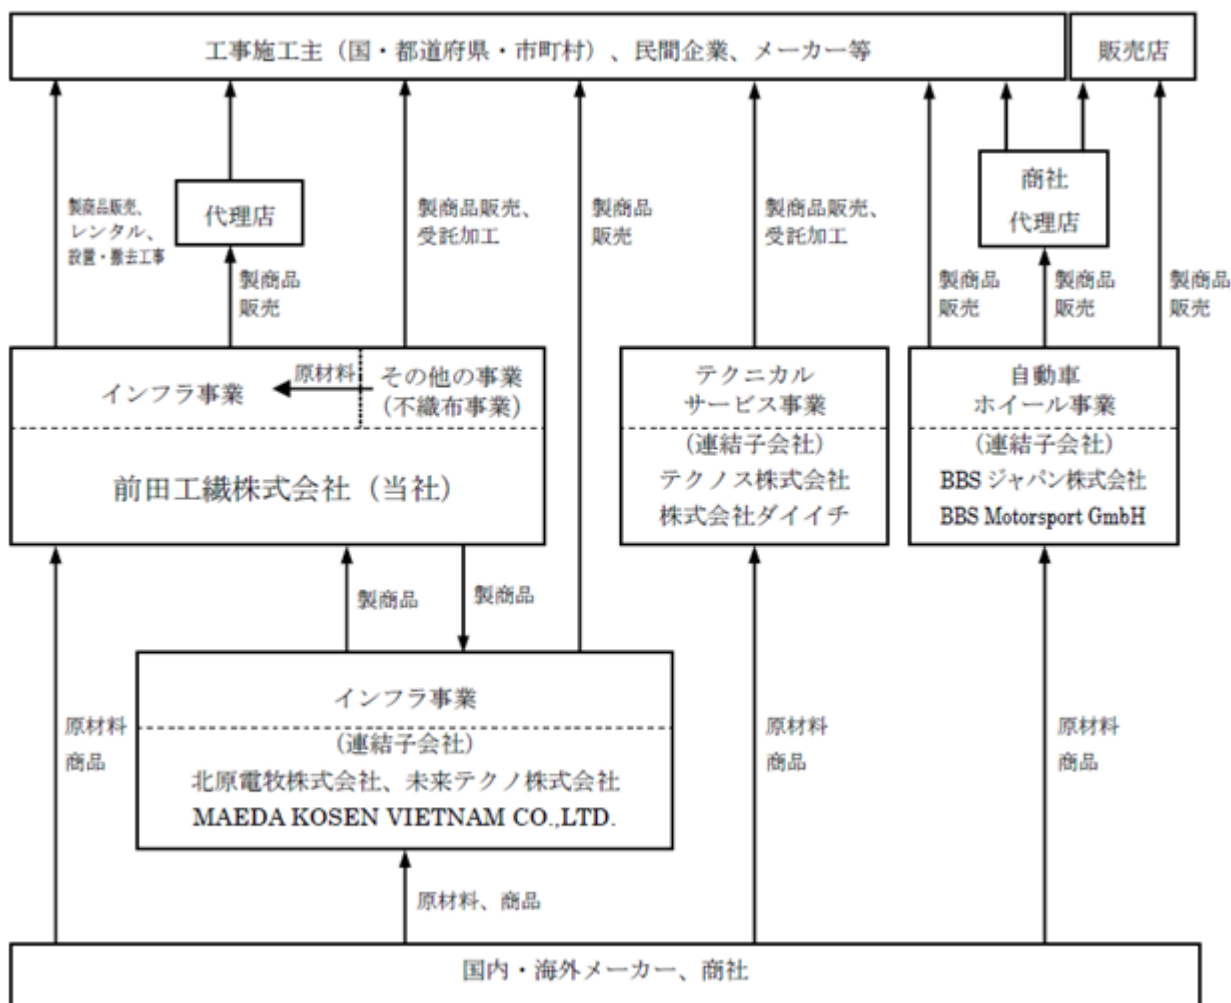 工事施工主（国・都道府県・市町村）、民間企業、メーカー等
販売店
製商品販売、
レンタル、
設置・撤去工事
代理店
製商品
販売
製商品販売、
受託加工
製商品
販売
製商品販売、
受託加工
商社
代理店
製商品
販売
製商品
販売
製商品
販売
インフラ事業
原材料
その他の事業
（不織布事業）
前田工繊株式会社（当社）
テクニカル
サービス事業
（連結子会社）
テクノス株式会社
株式会社ダイイチ
自動車
ホイール事業
（連結子会社）
BBS ジャパン株式会社
BBS Motorsport GmbH
製商品
製商品
インフラ事業
（連結子会社）
北原電牧株式会社、未来テクノ株式会社
MAEDA KOSEN VIETNAM CO.,LTD.
原材料
商品
原材料
商品
原材料
商品
原材料、商品
国内・海外メーカー、商社